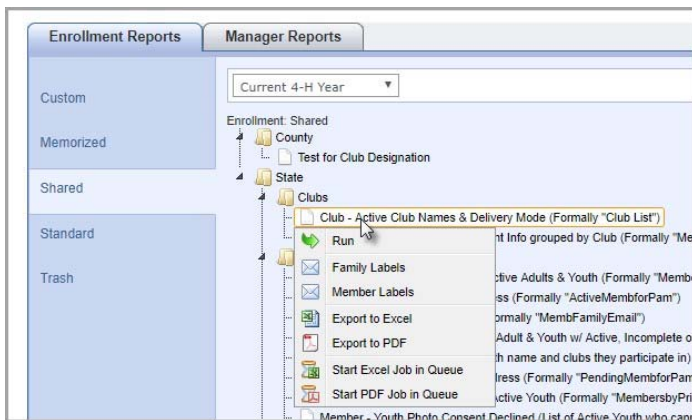 Enrollment Reports Manager Reports
Current 4-H Year
Custom
Enrollment: Shared
County
Memorized
Test for Club Designation
State
Shared
Clubs
Club - Active Club Names & Delivery Mode (Formally "Club List")
Standard
Run
nt Info grouped by Club (Formally "Me
Family Labels
Trash
ctive Adults & Youth (Formally "Memb
Member Labels
ess (Formally "ActiveMembforPam")
Export to Excel
ormally "MembFamilyEmail")
Export to PDF
Adult & Youth w/ Active, Incomplete o
h name and clubs they participate in)
Start Excel Job in Queue
ress (Formally "PendingMembforPam
Start PDF Job in Queue
ctive Youth (Formally "MembersbyPri
Member - Youth Photo Consent Declined (List of Active Youth who cann